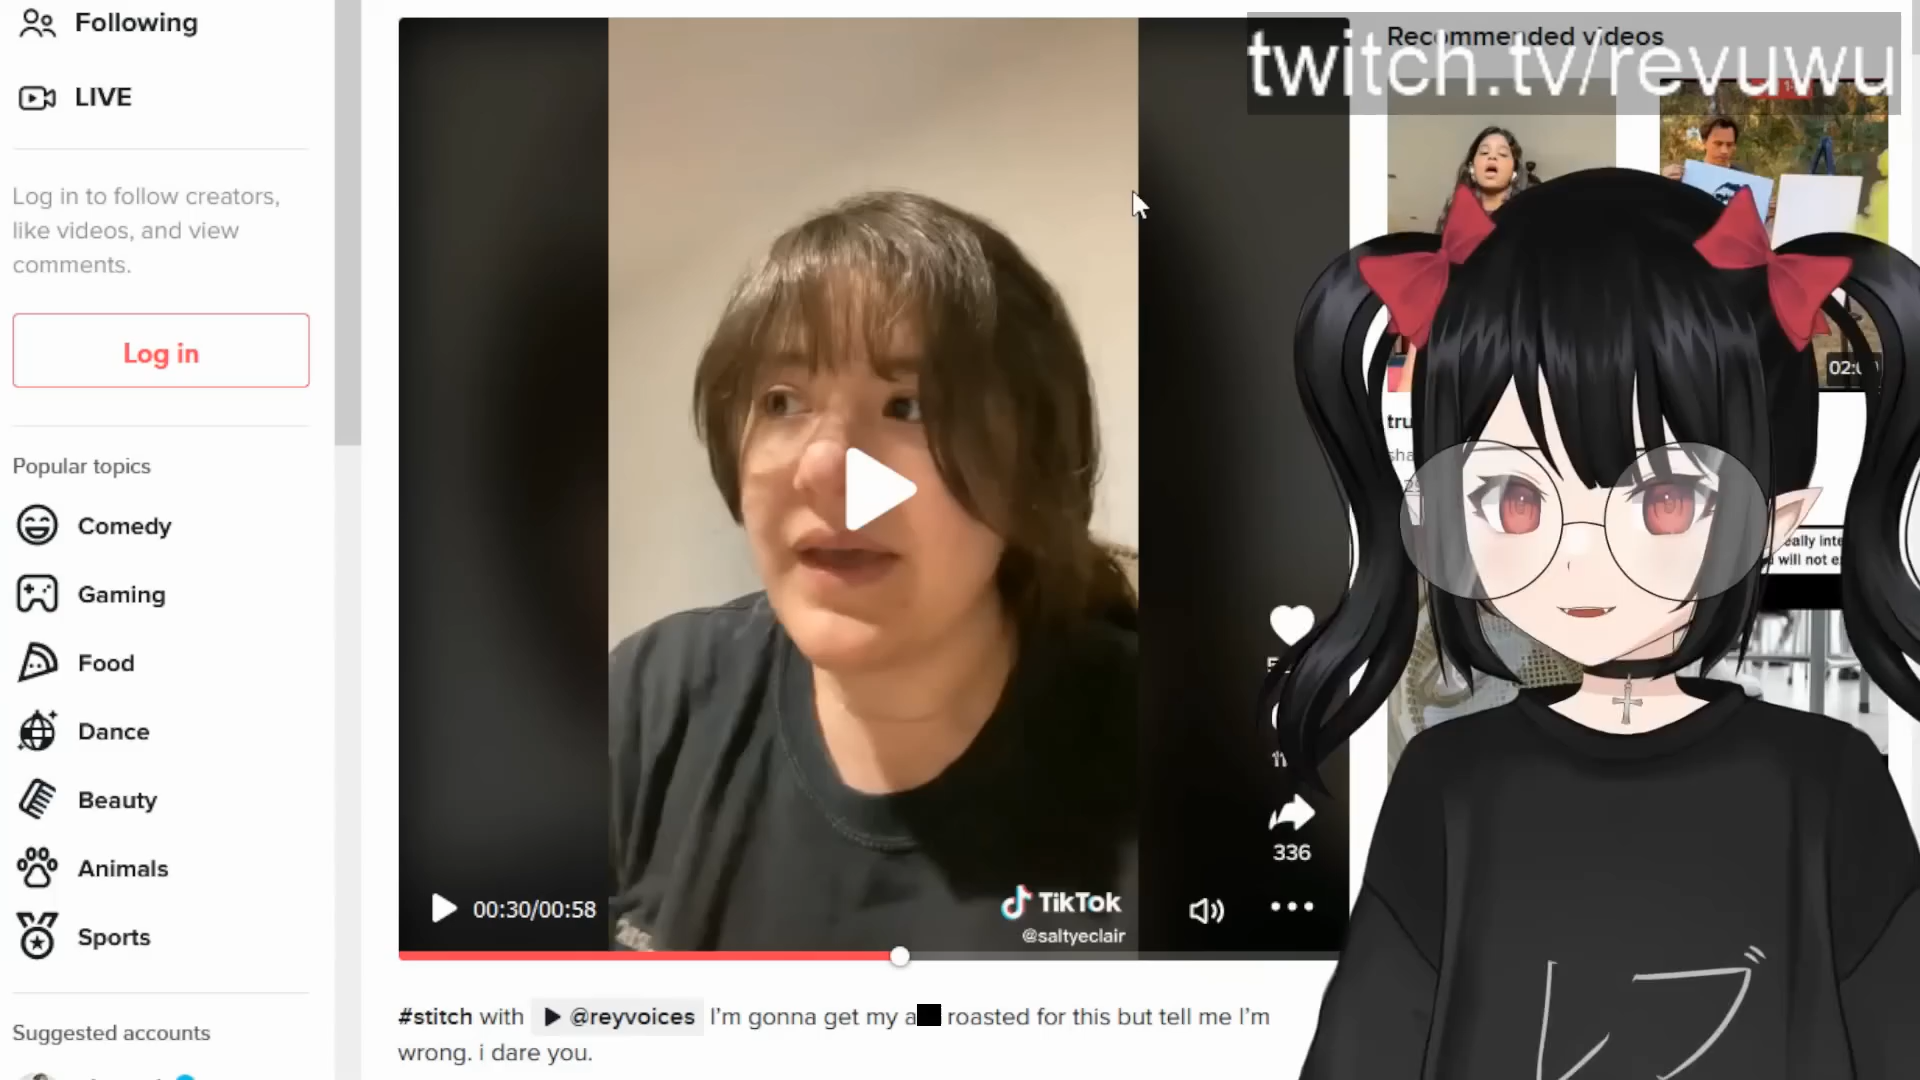 Following
LIVE
Log in to follow creators,
like videos, and view
comments.
Log in
Popular topics
Comedy
Gaming
Food
Dance
Beauty
Animals
Sports
Suggested accounts
00:30/00:58
TikTok
@saltyeclair
336
#stitch with @reyvoices I'm gonna get my a roasted for this but tell me I'm
wrong. i dare you.
Recommended videos
twitch.tv/revuwu
レブ